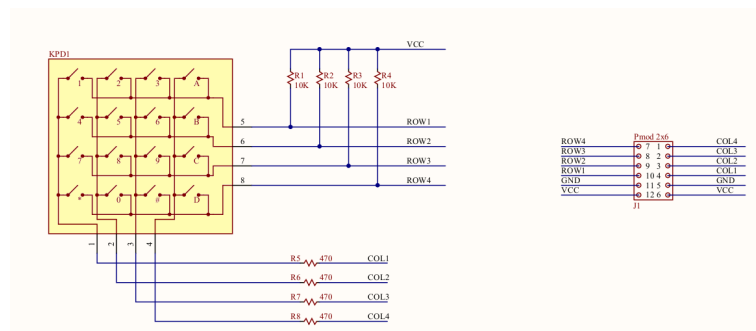 KPD1
1 2 3 A
4 5 6 B
7 8 9 C
* 0 # D
5
6
7
8
1 2 3 4
VCC
R1 10K
R2 10K
R3 10K
R4 10K
ROW1
ROW2
ROW3
ROW4
R5 470 COL1
R6 470 COL2
R7 470 COL3
R8 470 COL4
Pmod 2x6
ROW4 7 1 COL4
ROW3 8 2 COL3
ROW2 9 3 COL2
ROW1 10 4 COL1
GND 11 5 GND
VCC 12 6 VCC
J1